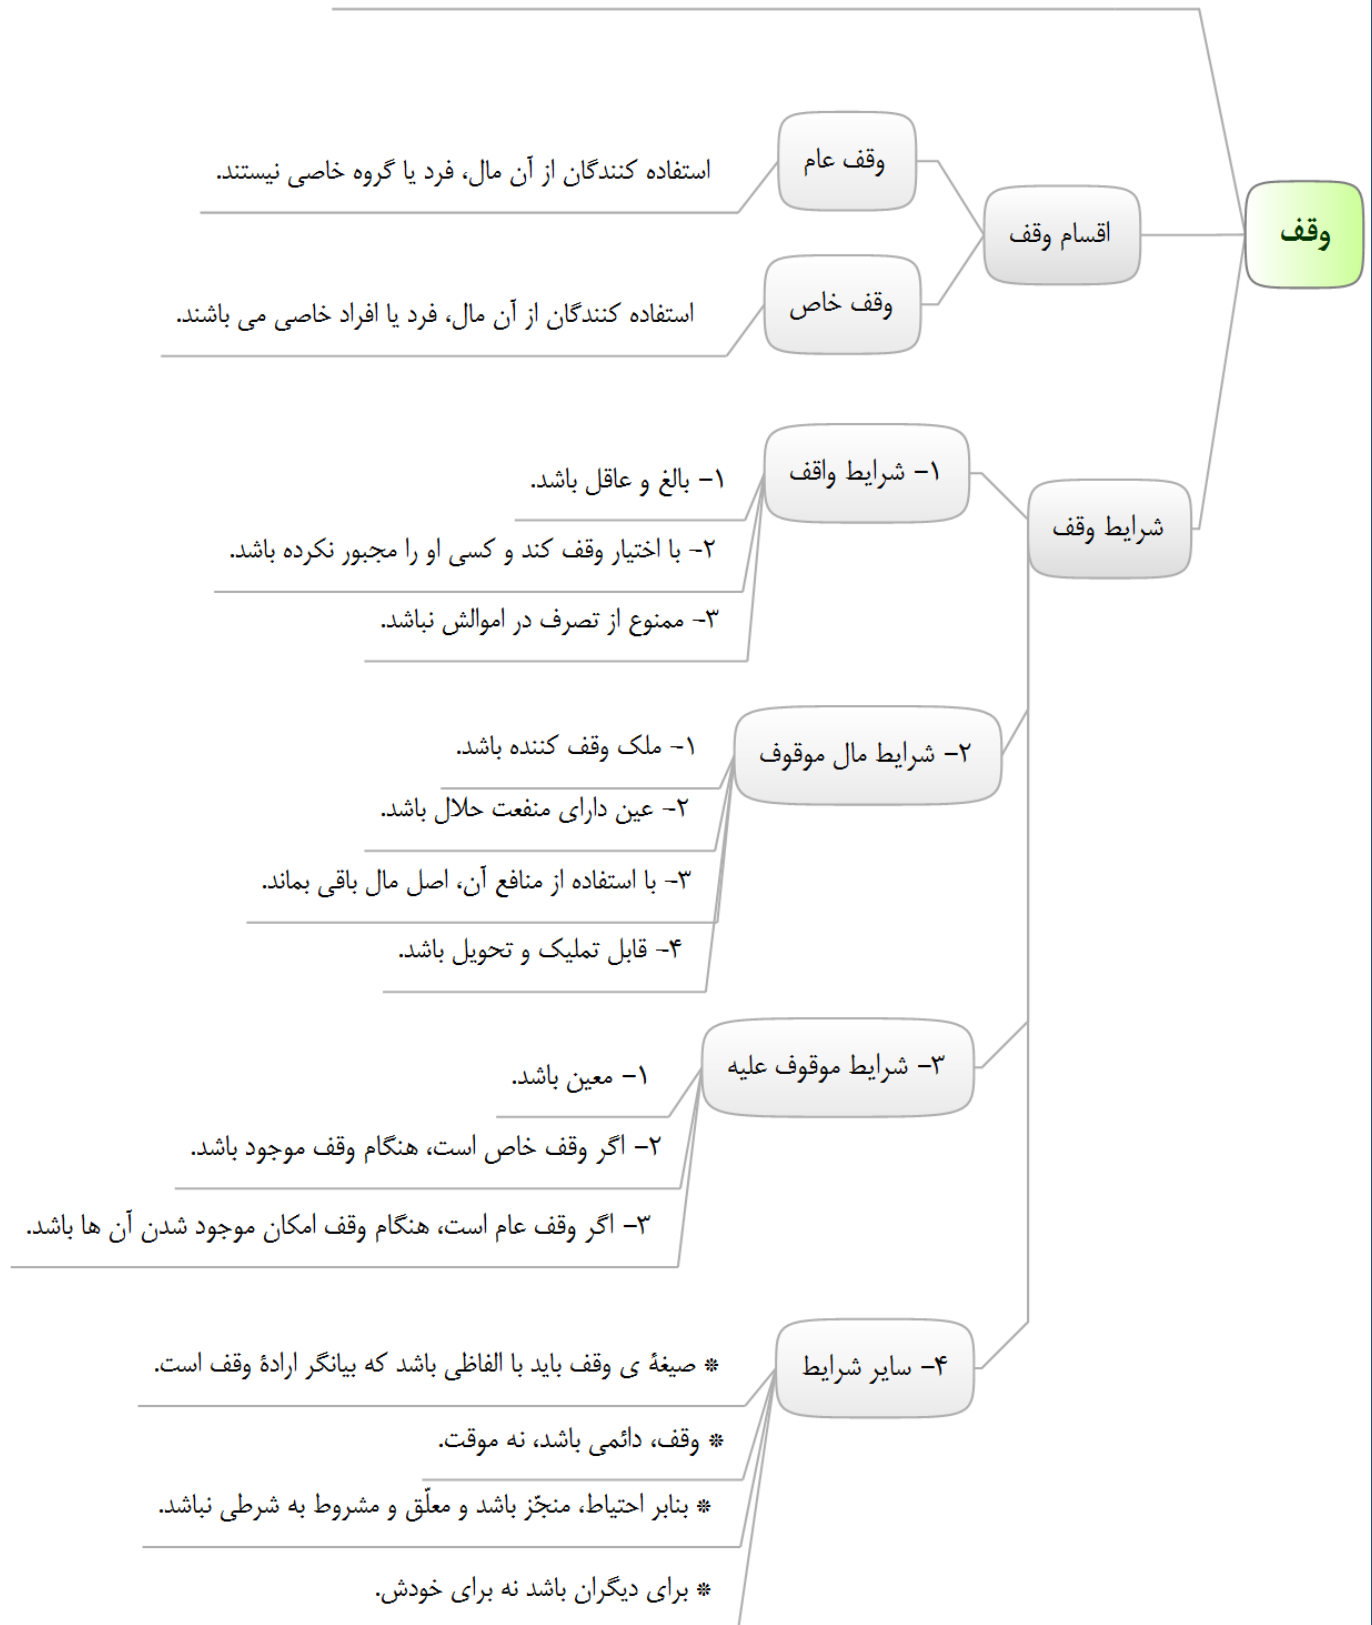 وقف
اقسام وقف
وقف عام
استفاده کنندگان از آن مال، فرد یا گروه خاصی نیستند.
وقف خاص
استفاده کنندگان از آن مال، فرد یا افراد خاصی می باشند.
شرایط وقف
۱- شرایط واقف
۱- بالغ و عاقل باشد.
۲- با اختیار وقف کند و کسی او را مجبور نکرده باشد.
۳- ممنوع از تصرف در اموالش نباشد.
۲- شرایط مال موقوف
۱- ملک وقف کننده باشد.
۲- عین دارای منفعت حلال باشد.
۳- با استفاده از منافع آن، اصل مال باقی بماند.
۴- قابل تملیک و تحویل باشد.
۳- شرایط موقوف علیه
۱- معین باشد.
۲- اگر وقف خاص است، هنگام وقف موجود باشد.
۳- اگر وقف عام است، هنگام وقف امکان موجود شدن آن ها باشد.
۴- سایر شرایط
* صیغهٔ ی وقف باید با الفاظی باشد که بیانگر ارادهٔ وقف است.
* وقف، دائمی باشد، نه موقت.
* بنابر احتیاط، منجّز باشد و معلّق و مشروط به شرطی نباشد.
* برای دیگران باشد نه برای خودش.